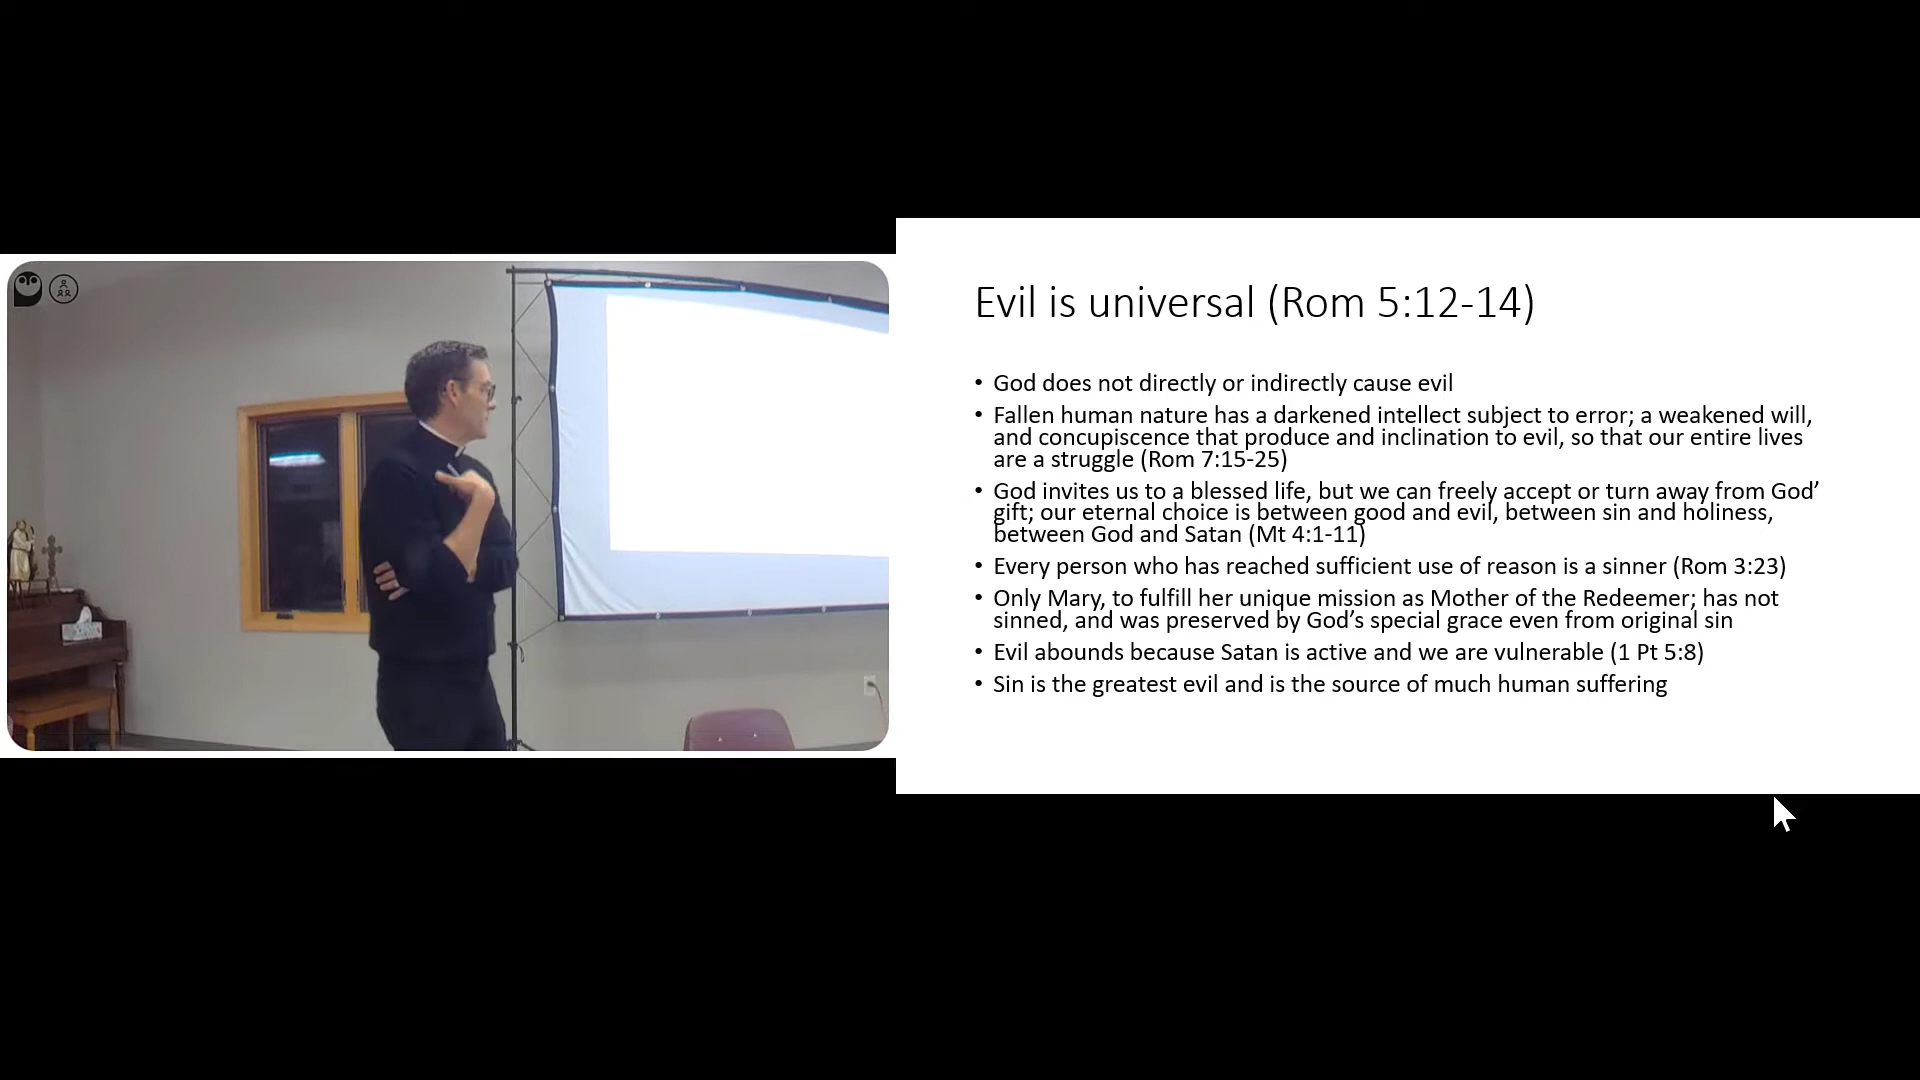 Evil is universal (Rom 5:12-14)
• God does not directly or indirectly cause evil
• Fallen human nature has a darkened intellect subject to error; a weakened will,
and concupiscence that produce and inclination to evil, so that our entire lives
are a struggle (Rom 7:15-25)
• God invites us to a blessed life, but we can freely accept or turn away from God’
gift; our eternal choice is between good and evil, between sin and holiness,
between God and Satan (Mt 4:1-11)
• Every person who has reached sufficient use of reason is a sinner (Rom 3:23)
• Only Mary, to fulfill her unique mission as Mother of the Redeemer; has not
sinned, and was preserved by God’s special grace even from original sin
• Evil abounds because Satan is active and we are vulnerable (1 Pt 5:8)
• Sin is the greatest evil and is the source of much human suffering